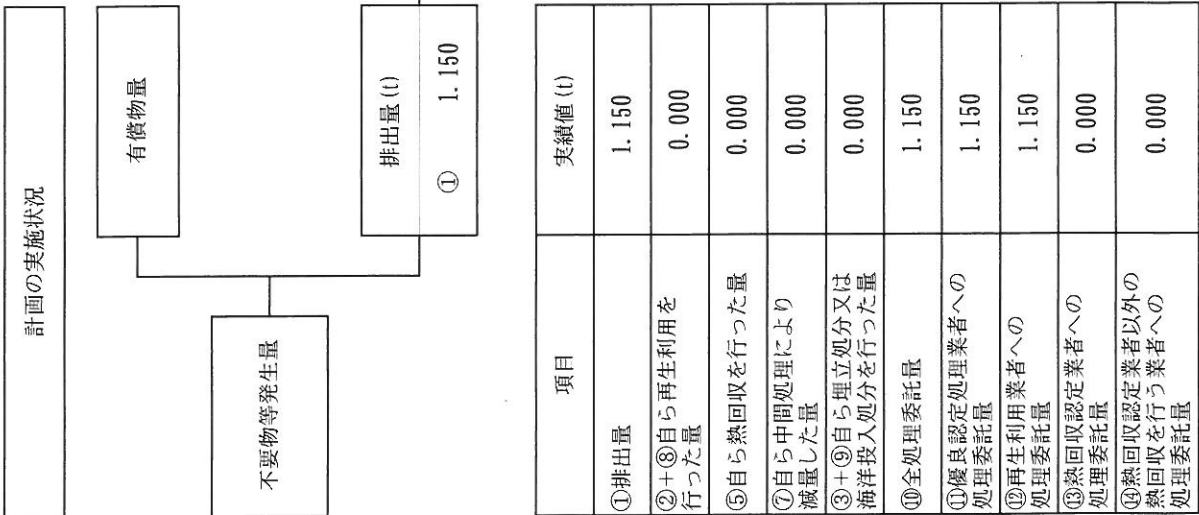 計画の実施状況
有償物量
不要物等発生量
排出量(t)
① 1.150
項目 実績値(t)
①排出量 1.150
②+⑧自ら再生利用を
行った量 0.000
⑤自ら熱回収を行った量 0.000
⑦自ら中間処理により
減量した量 0.000
③+⑨自ら埋立処分又は
海洋投入処分を行った量 0.000
⑩全処理委託量 1.150
⑪優良認定処理業者への
処理委託量 1.150
⑫再生利用業者への
処理委託量 1.150
⑬熱回収認定業者への
処理委託量 0.000
⑭熱回収認定業者以外の
熱回収を行う業者への
処理委託量 0.000